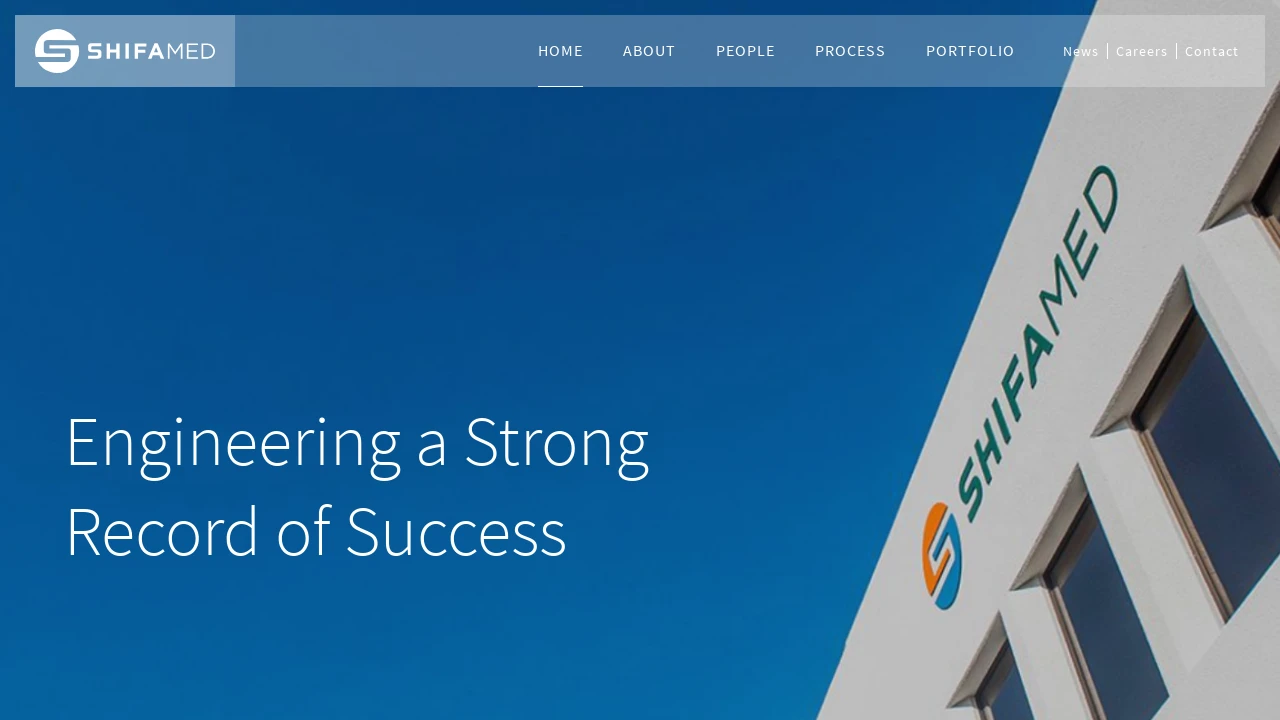 SHIFAMED
HOME
ABOUT
PEOPLE
PROCESS
PORTFOLIO
News
Careers
Contact
SHIFAMED
Engineering a Strong
Record of Success